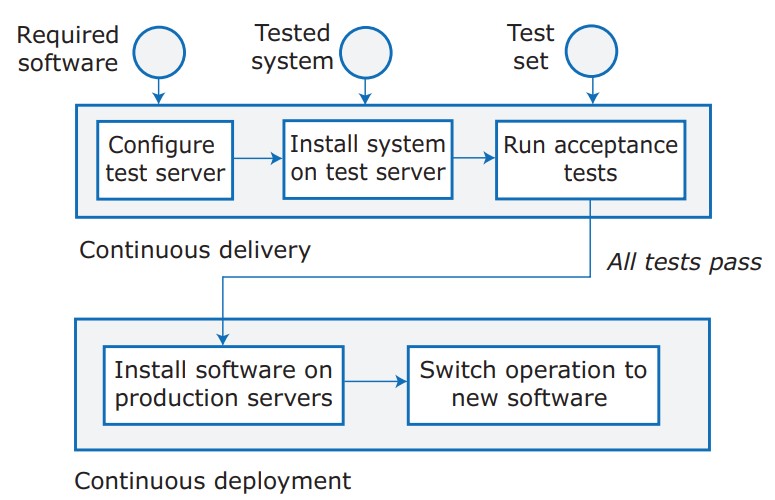 Required
software
Tested
system
Test
set
Configure
test server
Install system
on test server
Run acceptance
tests
Continuous delivery
All tests pass
Install software on
production servers
Switch operation to
new software
Continuous deployment